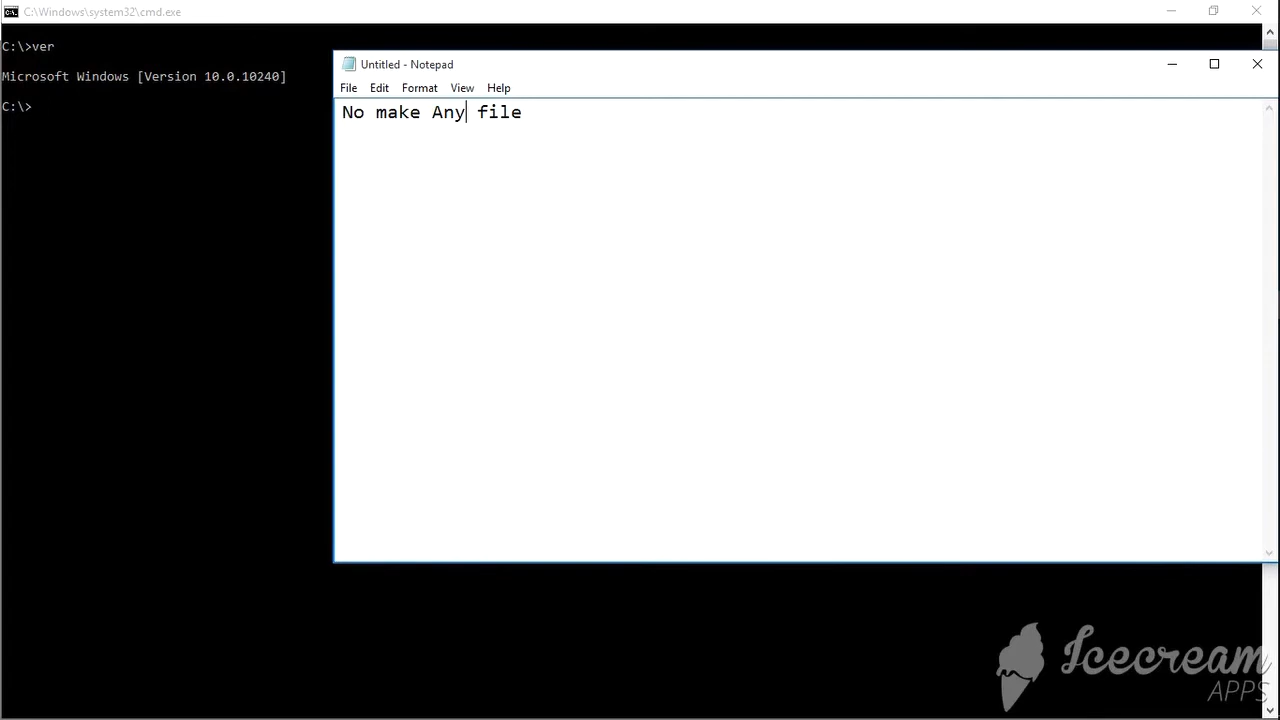 C:\Windows\system32\cmd.exe
C:\>ver
Microsoft Windows [Version 10.0.10240]
C:\>
Untitled - Notepad
File Edit Format View Help
No make Any file
Icecream
APPS